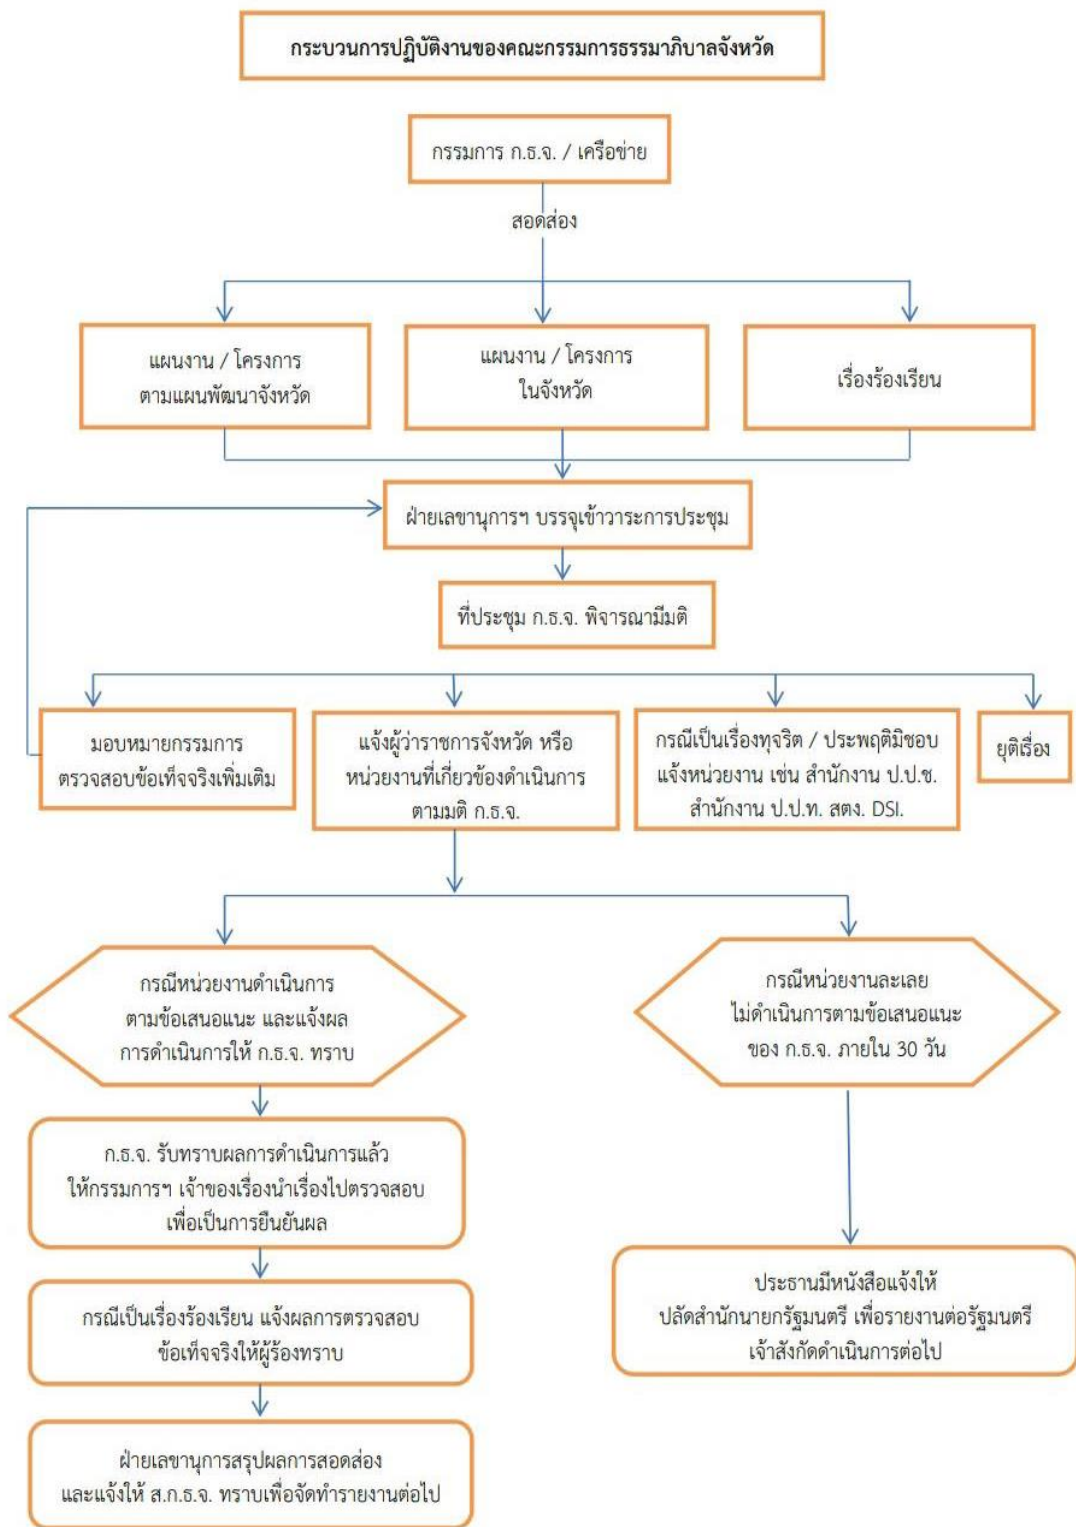 กระบวนการปฏิบัติงานของคณะกรรมการธรรมาภิบาลจังหวัด
กรรมการ ก.ธ.จ. / เครือข่าย
สอดส่อง
แผนงาน / โครงการ
ตามแผนพัฒนาจังหวัด
แผนงาน / โครงการ
ในจังหวัด
เรื่องร้องเรียน
ฝ่ายเลขานุการฯ บรรจุเข้าวาระการประชุม
ที่ประชุม ก.ธ.จ. พิจารณามีมติ
มอบหมายกรรมการ
ตรวจสอบข้อเท็จจริงเพิ่มเติม
แจ้งผู้ว่าราชการจังหวัด หรือ
หน่วยงานที่เกี่ยวข้องดำเนินการ
ตามมติ ก.ธ.จ.
กรณีเป็นเรื่องทุจริต / ประพฤติมิชอบ
แจ้งหน่วยงาน เช่น สำนักงาน ป.ป.ช.
สำนักงาน ป.ป.ท. สตง. DSI.
ยุติเรื่อง
กรณีหน่วยงานดำเนินการ
ตามข้อเสนอแนะ และแจ้งผล
การดำเนินการให้ ก.ธ.จ. ทราบ
กรณีหน่วยงานละเลย
ไม่ดำเนินการตามข้อเสนอแนะ
ของ ก.ธ.จ. ภายใน 30 วัน
ก.ธ.จ. รับทราบผลการดำเนินการแล้ว
ให้กรรมการฯ เจ้าของเรื่องนำเรื่องไปตรวจสอบ
เพื่อเป็นการยืนยันผล
ประธานมีหนังสือแจ้งให้
ปลัดสำนักนายกรัฐมนตรี เพื่อรายงานต่อรัฐมนตรี
เจ้าสังกัดดำเนินการต่อไป
กรณีเป็นเรื่องร้องเรียน แจ้งผลการตรวจสอบ
ข้อเท็จจริงให้ผู้ร้องทราบ
ฝ่ายเลขานุการสรุปผลการสอดส่อง
และแจ้งให้ ส.ก.ธ.จ. ทราบเพื่อจัดทำรายงานต่อไป